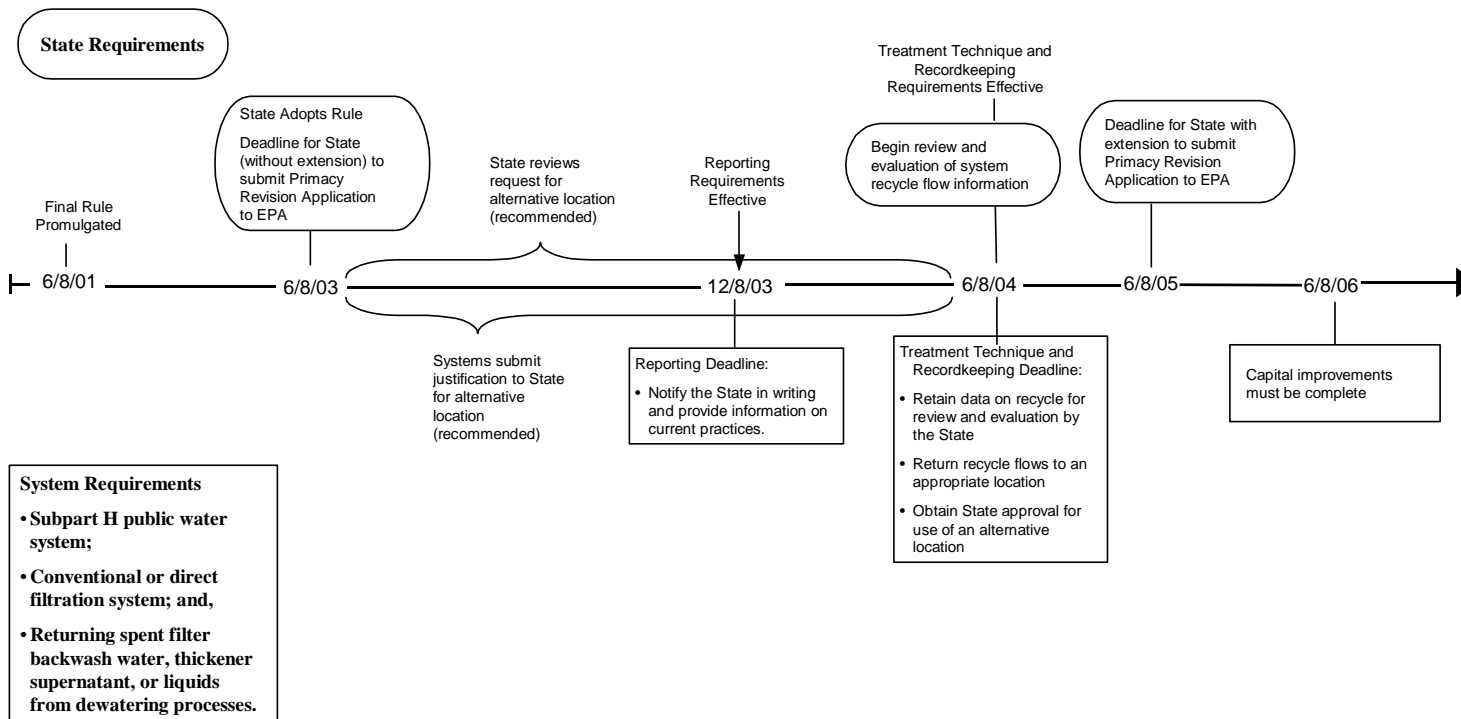 State Requirements
Final Rule
Promulgated
State Adopts Rule
Deadline for State
(without extension) to
submit Primacy
Revision Application
to EPA
State reviews
request for
alternative location
(recommended)
Reporting
Requirements
Effective
Treatment Technique and
Recordkeeping
Requirements Effective
Begin review and
evaluation of system
recycle flow information
Deadline for State with
extension to submit
Primacy Revision
Application to EPA
6/8/01
6/8/03
12/8/03
6/8/04
6/8/05
6/8/06
Systems submit
justification to State
for alternative
location
(recommended)
Reporting Deadline:
• Notify the State in writing
and provide information on
current practices.
Treatment Technique and
Recordkeeping Deadline:
• Retain data on recycle for
review and evaluation by
the State
• Return recycle flows to an
appropriate location
• Obtain State approval for
use of an alternative
location
Capital improvements
must be complete
System Requirements
• Subpart H public water
system;
• Conventional or direct
filtration system; and,
• Returning spent filter
backwash water, thickener
supernatant, or liquids
from dewatering processes.